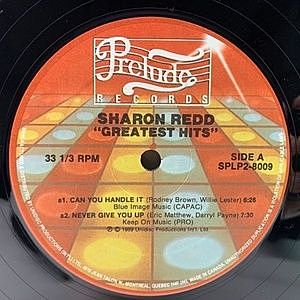 Prelude
RECORDS
SHARON REDD
"GREATEST HITS"
33 1/3 RPM
SIDE A
SPLP2-8009
a1. CAN YOU HANDLE IT (Rodney Brown, Willie Lester) 6:26
Blue Image Music (CAPAC)
a2. NEVER GIVE YOU UP (Eric Matthew, Darryl Payne) 7:30
Keep On Music (PRO)
℗ © 1989 Unidisc Productions Int'l. Ltd
MONTREAL, QUEBEC
MADE IN CANADA